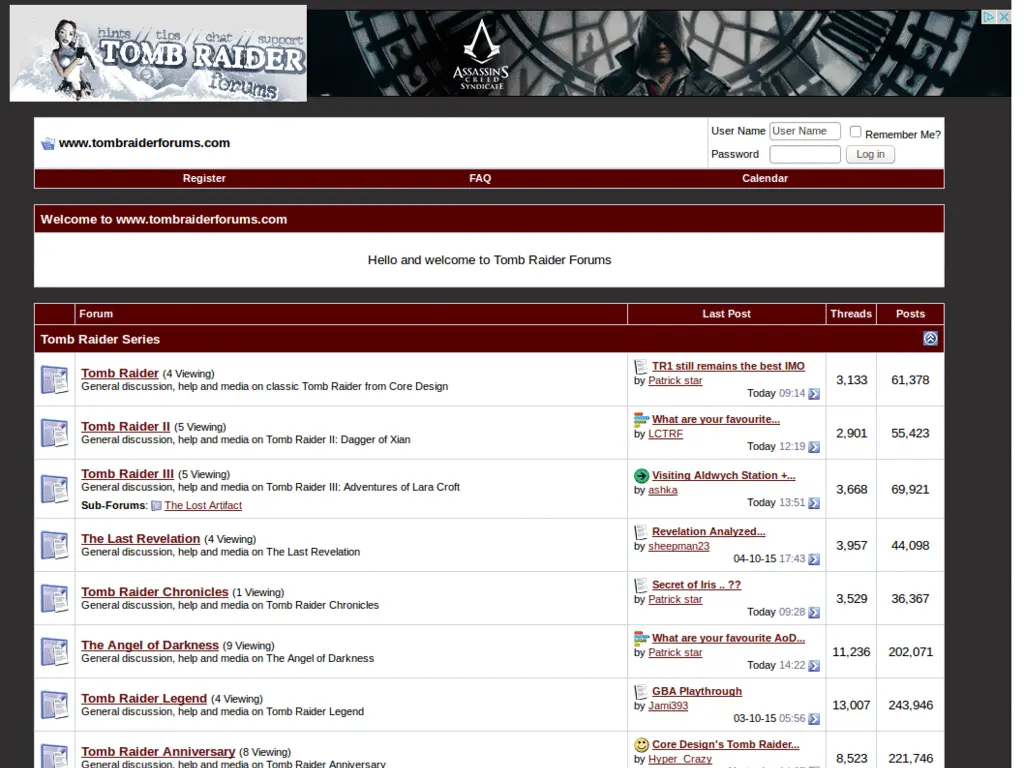 hints / tips / chat / support
TOMB RAIDER
forums
ASSASSIN'S
CREED
SYNDICATE
www.tombraiderforums.com
User Name User Name Remember Me?
Password Log in
Register FAQ Calendar
Welcome to www.tombraiderforums.com
Hello and welcome to Tomb Raider Forums
Forum Last Post Threads Posts
Tomb Raider Series
Tomb Raider (4 Viewing)
General discussion, help and media on classic Tomb Raider from Core Design
TR1 still remains the best IMO
by Patrick star
Today 09:14
3,133 61,378
Tomb Raider II (5 Viewing)
General discussion, help and media on Tomb Raider II: Dagger of Xian
What are your favourite...
by LCTRF
Today 12:19
2,901 55,423
Tomb Raider III (5 Viewing)
General discussion, help and media on Tomb Raider III: Adventures of Lara Croft
Sub-Forums: The Lost Artifact
Visiting Aldwych Station +...
by ashka
Today 13:51
3,668 69,921
The Last Revelation (4 Viewing)
General discussion, help and media on The Last Revelation
Revelation Analyzed...
by sheepman23
04-10-15 17:43
3,957 44,098
Tomb Raider Chronicles (1 Viewing)
General discussion, help and media on Tomb Raider Chronicles
Secret of Iris .. ??
by Patrick star
Today 09:28
3,529 36,367
The Angel of Darkness (9 Viewing)
General discussion, help and media on The Angel of Darkness
What are your favourite AoD...
by Patrick star
Today 14:22
11,236 202,071
Tomb Raider Legend (4 Viewing)
General discussion, help and media on Tomb Raider Legend
GBA Playthrough
by Jami393
03-10-15 05:56
13,007 243,946
Tomb Raider Anniversary (8 Viewing)
General discussion, help and media on Tomb Raider Anniversary
Core Design's Tomb Raider...
by Hyper_Crazy
8,523 221,746